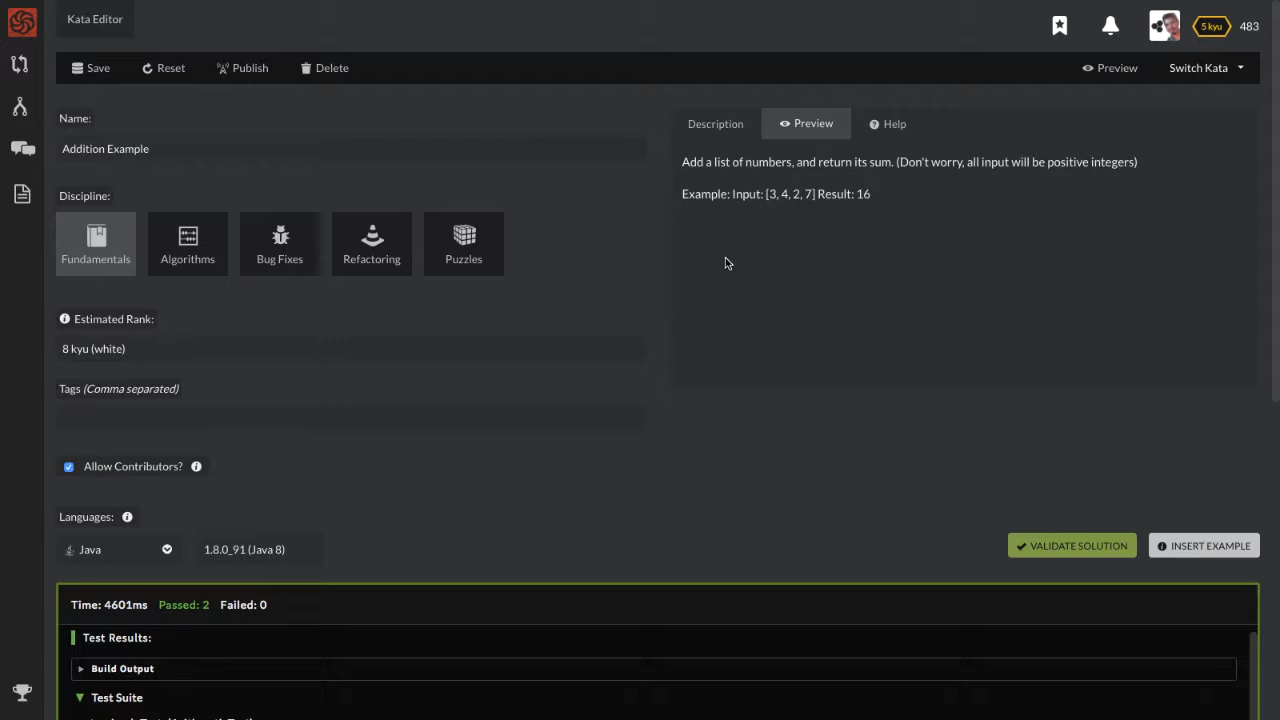 Kata Editor
5 kyu 483
Save Reset Publish Delete Preview Switch Kata
Name:
Addition Example
Discipline:
Fundamentals Algorithms Bug Fixes Refactoring Puzzles
Estimated Rank:
8 kyu (white)
Tags (Comma separated)
Allow Contributors?
Languages:
Java 1.8.0_91 (Java 8)
Description Preview Help
Add a list of numbers, and return its sum. (Don't worry, all input will be positive integers)
Example: Input: [3, 4, 2, 7] Result: 16
VALIDATE SOLUTION INSERT EXAMPLE
Time: 4601ms Passed: 2 Failed: 0
Test Results:
Build Output
Test Suite